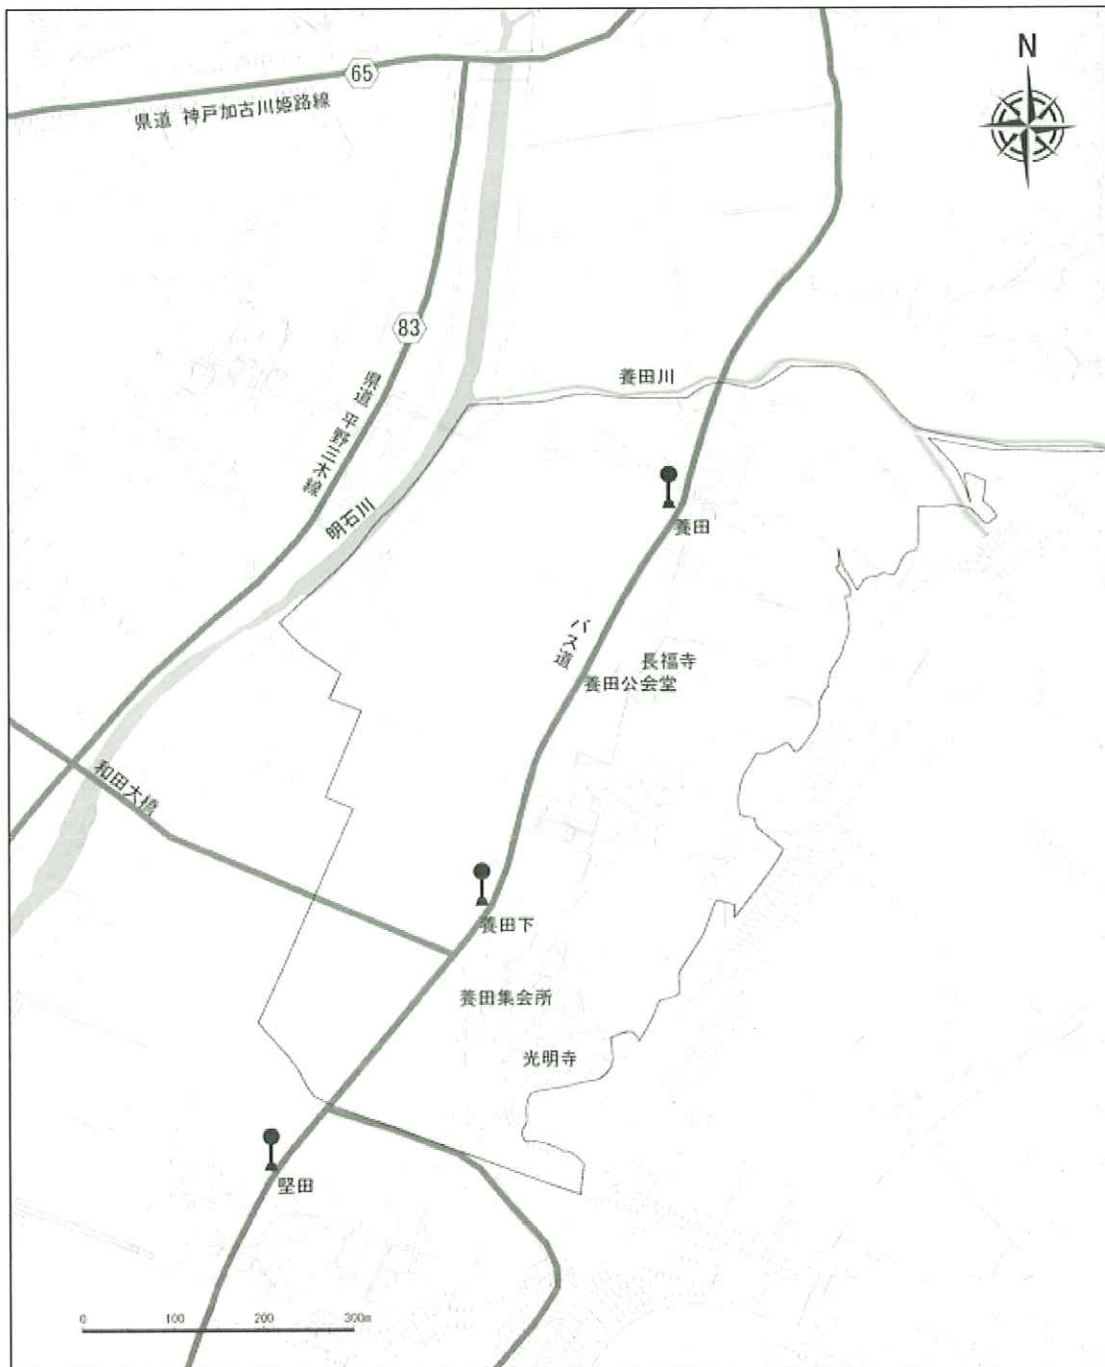 N
65
県道 神戸加古川姫路線
83
県道 平野三木線
養田川
明石川
養田
バス道
長福寺
養田公会堂
和田大橋
養田下
養田集会所
光明寺
堅田
0 100 200 300m